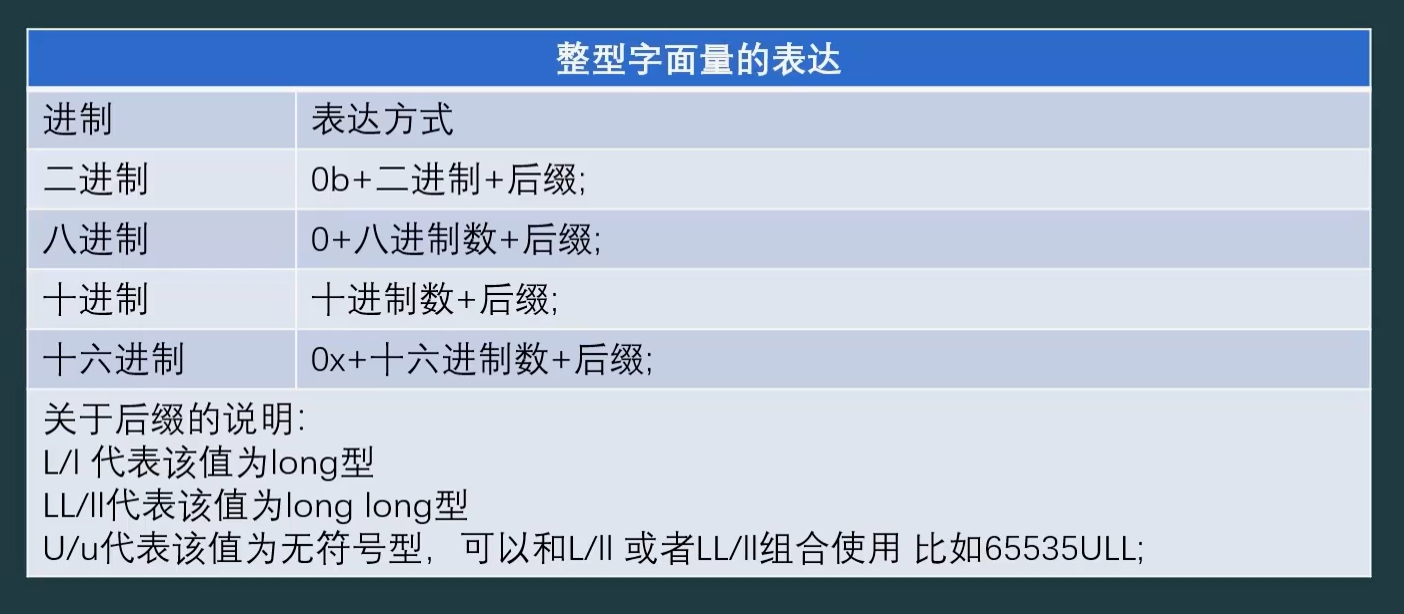 整型字面量的表达
进制 表达方式
二进制 0b+二进制+后缀;
八进制 0+八进制数+后缀;
十进制 十进制数+后缀;
十六进制 0x+十六进制数+后缀;
关于后缀的说明:
L/l 代表该值为long型
LL/ll代表该值为long long型
U/u代表该值为无符号型，可以和L/ll 或者LL/ll组合使用 比如65535ULL;